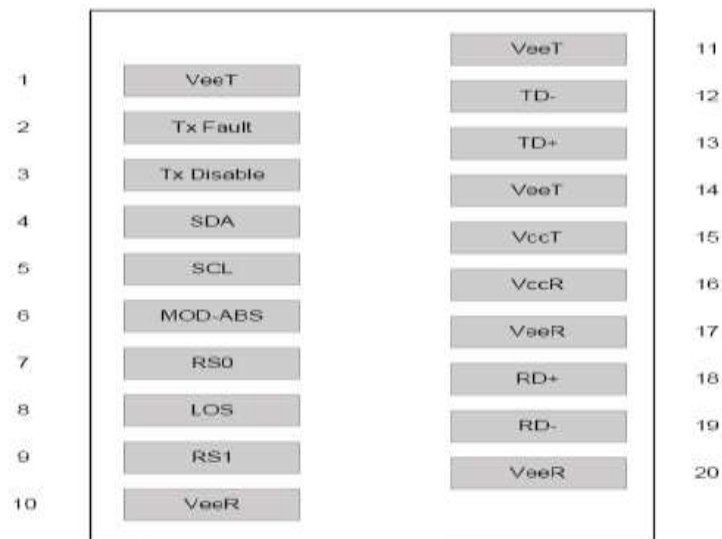 1 VeeT
2 Tx Fault
3 Tx Disable
4 SDA
5 SCL
6 MOD-ABS
7 RS0
8 LOS
9 RS1
10 VeeR
VeeT 11
TD- 12
TD+ 13
VeeT 14
VccT 15
VccR 16
VeeR 17
RD+ 18
RD- 19
VeeR 20